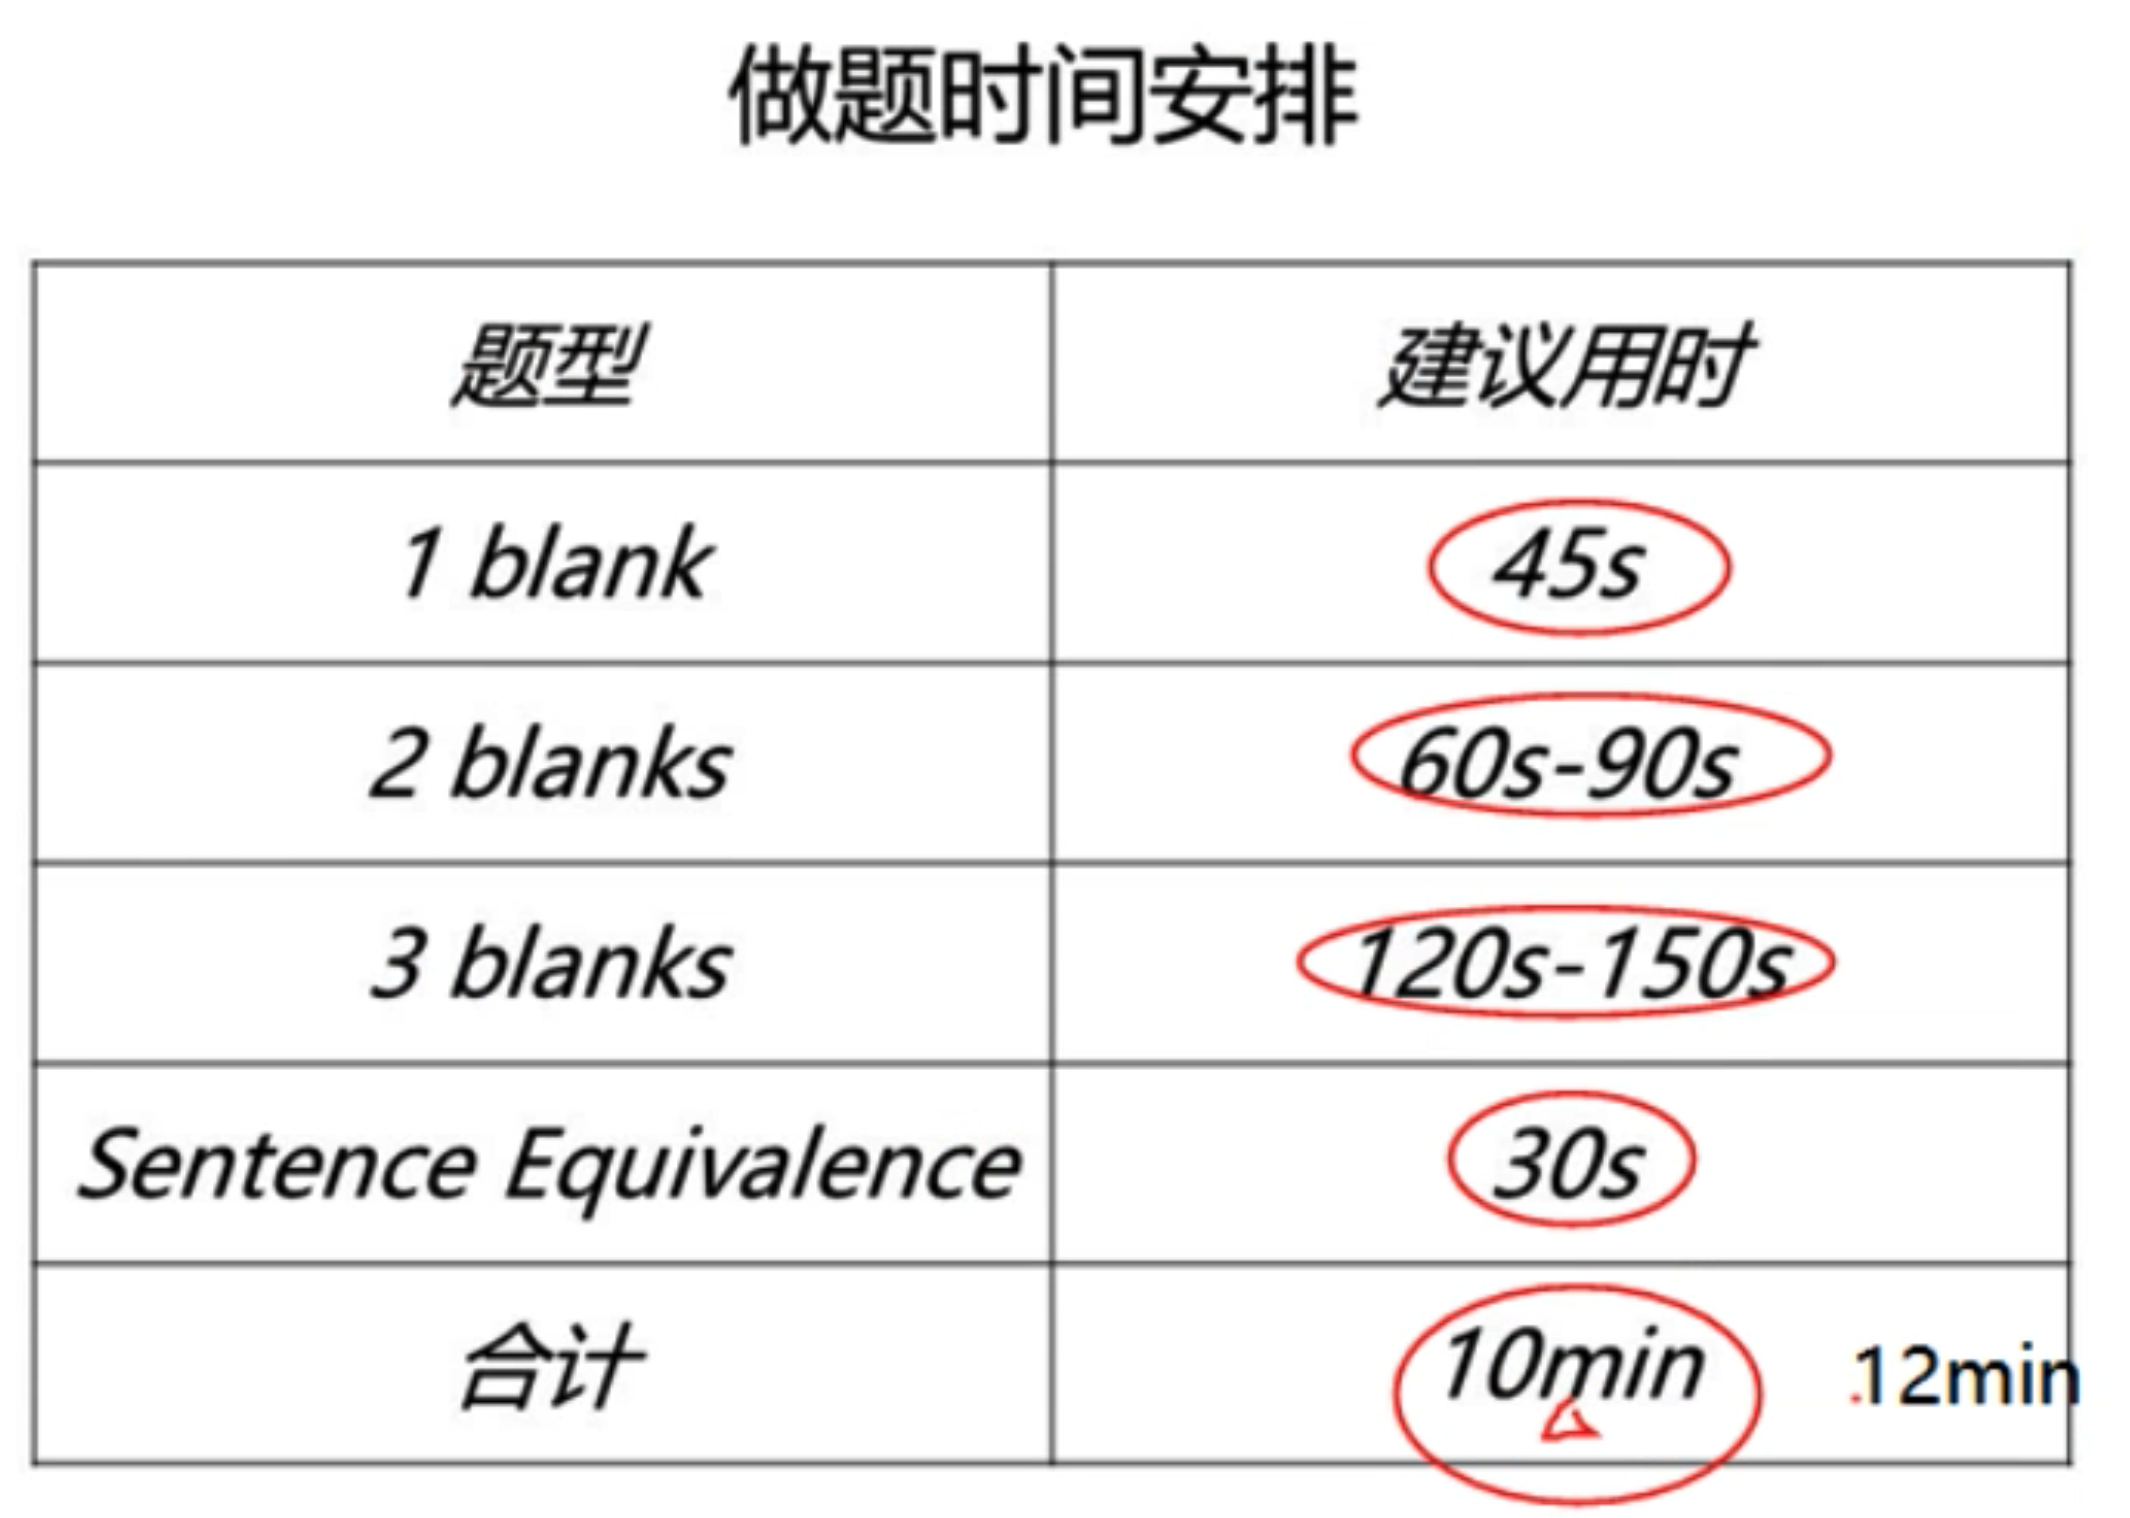 做题时间安排
题型 建议用时
1 blank 45s
2 blanks 60s-90s
3 blanks 120s-150s
Sentence Equivalence 30s
合计 10min .12min